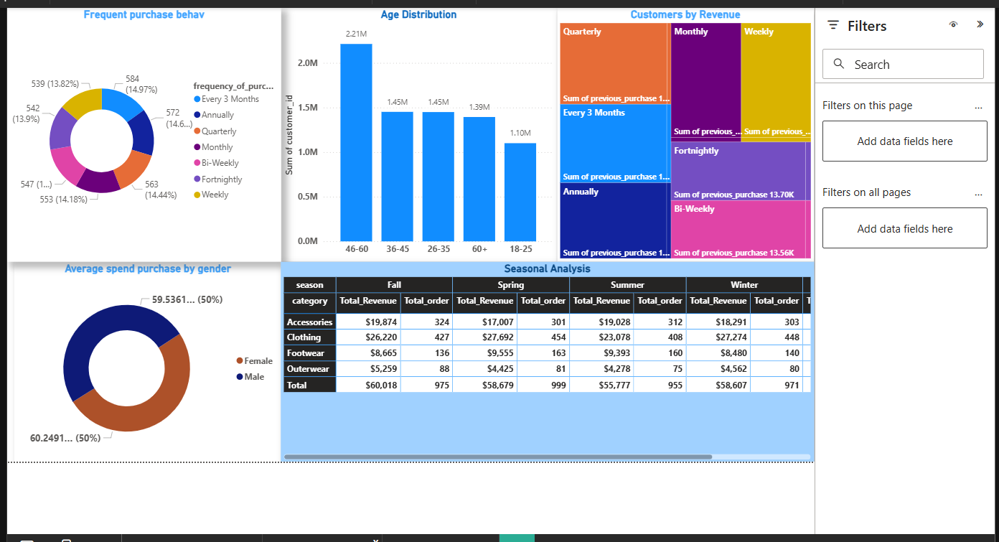 Frequent purchase behav
584
(14.97%)
539 (13.82%)
542
(13.9%)
572
(14.6...)
547 (1...)
553 (14.18%)
563
(14.44%)
frequency_of_purc...
Every 3 Months
Annually
Quarterly
Monthly
Bi-Weekly
Fortnightly
Weekly
Age Distribution
Sum of customer_id
2.0M
1.5M
1.0M
0.5M
0.0M
2.21M
1.45M
1.45M
1.39M
1.10M
46-60 36-45 26-35 60+ 18-25
Customers by Revenue
Quarterly
Sum of previous_purchase 1...
Every 3 Months
Sum of previous_purchase 1...
Annually
Sum of previous_purchase 1...
Monthly
Sum of previous_...
Weekly
Sum of previous_...
Fortnightly
Sum of previous_purchase 13.70K
Bi-Weekly
Sum of previous_purchase 13.56K
Average spend purchase by gender
59.5361... (50%)
60.2491... (50%)
Female
Male
Seasonal Analysis
season Fall Spring Summer Winter
category Total_Revenue Total_order Total_Revenue Total_order Total_Revenue Total_order Total_Revenue Total_order T
Accessories $19,874 324 $17,007 301 $19,028 312 $18,291 303
Clothing $26,220 427 $27,692 454 $23,078 408 $27,274 448
Footwear $8,665 136 $9,555 163 $9,393 160 $8,480 140
Outerwear $5,259 88 $4,425 81 $4,278 75 $4,562 80
Total $60,018 975 $58,679 999 $55,777 955 $58,607 971
Filters
Search
Filters on this page ...
Add data fields here
Filters on all pages ...
Add data fields here